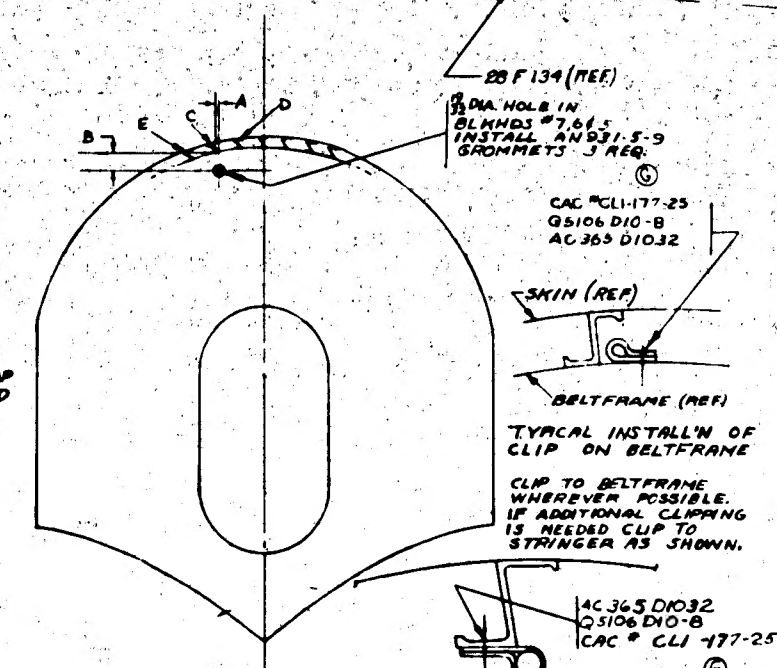 28 F 134 (REF)
19/32 DIA. HOLE IN
BLKHDS #7,6 & 5
INSTALL AN931-5-9
GROMMETS 3 REQ.
G
CAC #CL1-177-25
Q5106 D10-8
AC 365 D1032
A
B
C
D
E
SKIN (REF)
BELTFRAME (REF)
TYPICAL INSTALL'N OF
CLIP ON BELTFRAME
CLIP TO BELTFRAME
WHEREVER POSSIBLE.
IF ADDITIONAL CLIPPING
IS NEEDED CLIP TO
STRINGER AS SHOWN.
AC 365 D1032
Q5106 D10-8
CAC # CL1-177-25
G